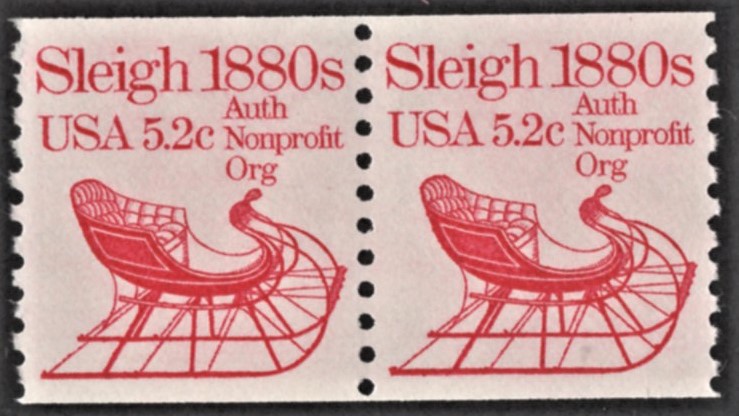 Sleigh 1880s
USA 5.2c Auth
Nonprofit
Org
Sleigh 1880s
USA 5.2c Auth
Nonprofit
Org